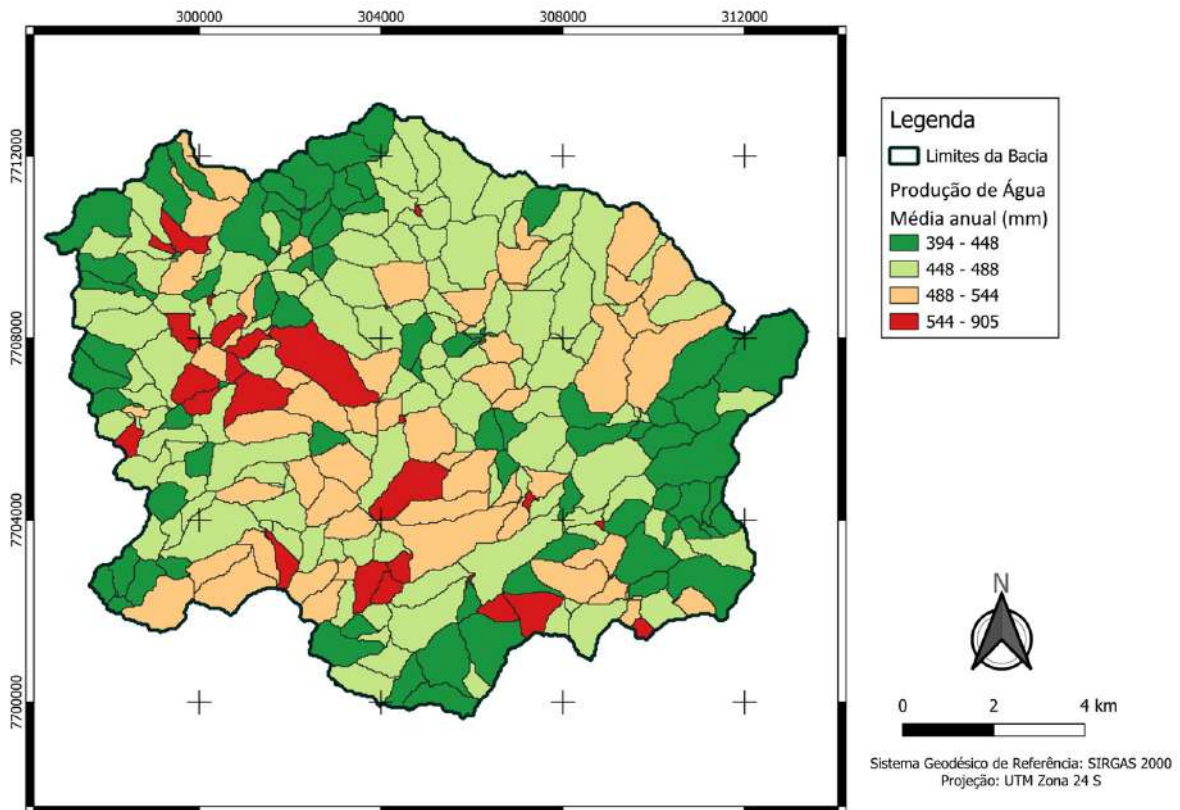 300000 304000 308000 312000
7712000
7708000
7704000
7700000
Legenda
Limites da Bacia
Produção de Água
Média anual (mm)
394 - 448
448 - 488
488 - 544
544 - 905
N
0 2 4 km
Sistema Geodésico de Referência: SIRGAS 2000
Projeção: UTM Zona 24 S